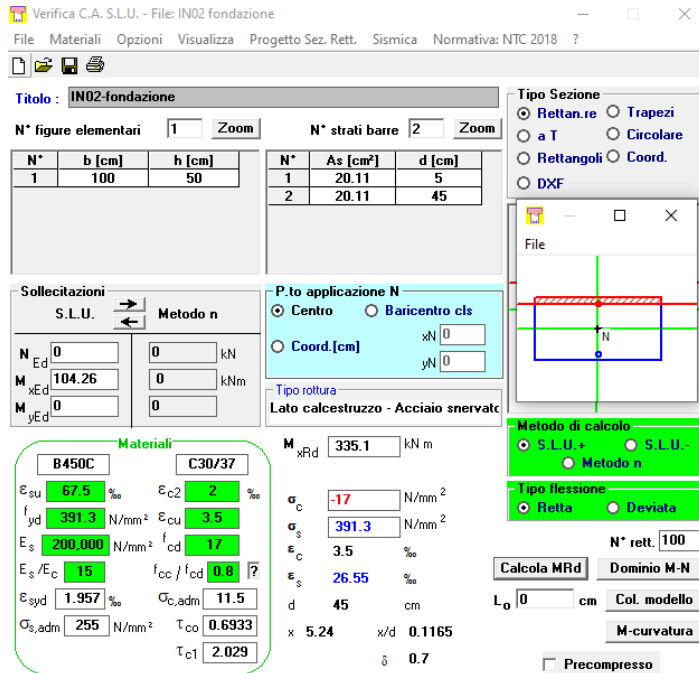 Verifica C.A. S.L.U. - File: IN02 fondazione
File Materiali Opzioni Visualizza Progetto Sez. Rett. Sismica Normativa: NTC 2018 ?
Titolo : IN02-fondazione
N* figure elementari 1 Zoom
N* strati barre 2 Zoom
N* b [cm] h [cm]
1 100 50
N* As [cm²] d [cm]
1 20.11 5
2 20.11 45
Tipo Sezione
Rettan.re Trapezi
a T Circolare
Rettangoli Coord.
DXF
File
N
Sollecitazioni
S.L.U. Metodo n
N Ed 0 0 kN
M xEd 104.26 0 kNm
M yEd 0 0
P.to applicazione N
Centro Baricentro cls
Coord.[cm] xN 0
yN 0
Tipo rottura
Lato calcestruzzo - Acciaio snervato
Metodo di calcolo
S.L.U.+ S.L.U.-
Metodo n
Tipo flessione
Retta Deviata
N* rett. 100
Calcola MRd Dominio M-N
L₀ 0 cm Col. modello
M-curvatura
Precompresso
Materiali
B450C C30/37
εsu 67.5 ‰ εc2 2 ‰
fyd 391.3 N/mm² εcu 3.5
Es 200,000 N/mm² fcd 17
Es/Ec 15 fcc / fcd 0.8 ?
εsyd 1.957 ‰ σc,adm 11.5
σs,adm 255 N/mm² τco 0.6933
τc1 2.029
M xRd 335.1 kN m
σc -17 N/mm²
σs 391.3 N/mm²
εc 3.5 ‰
εs 26.55 ‰
d 45 cm
x 5.24 x/d 0.1165
δ 0.7